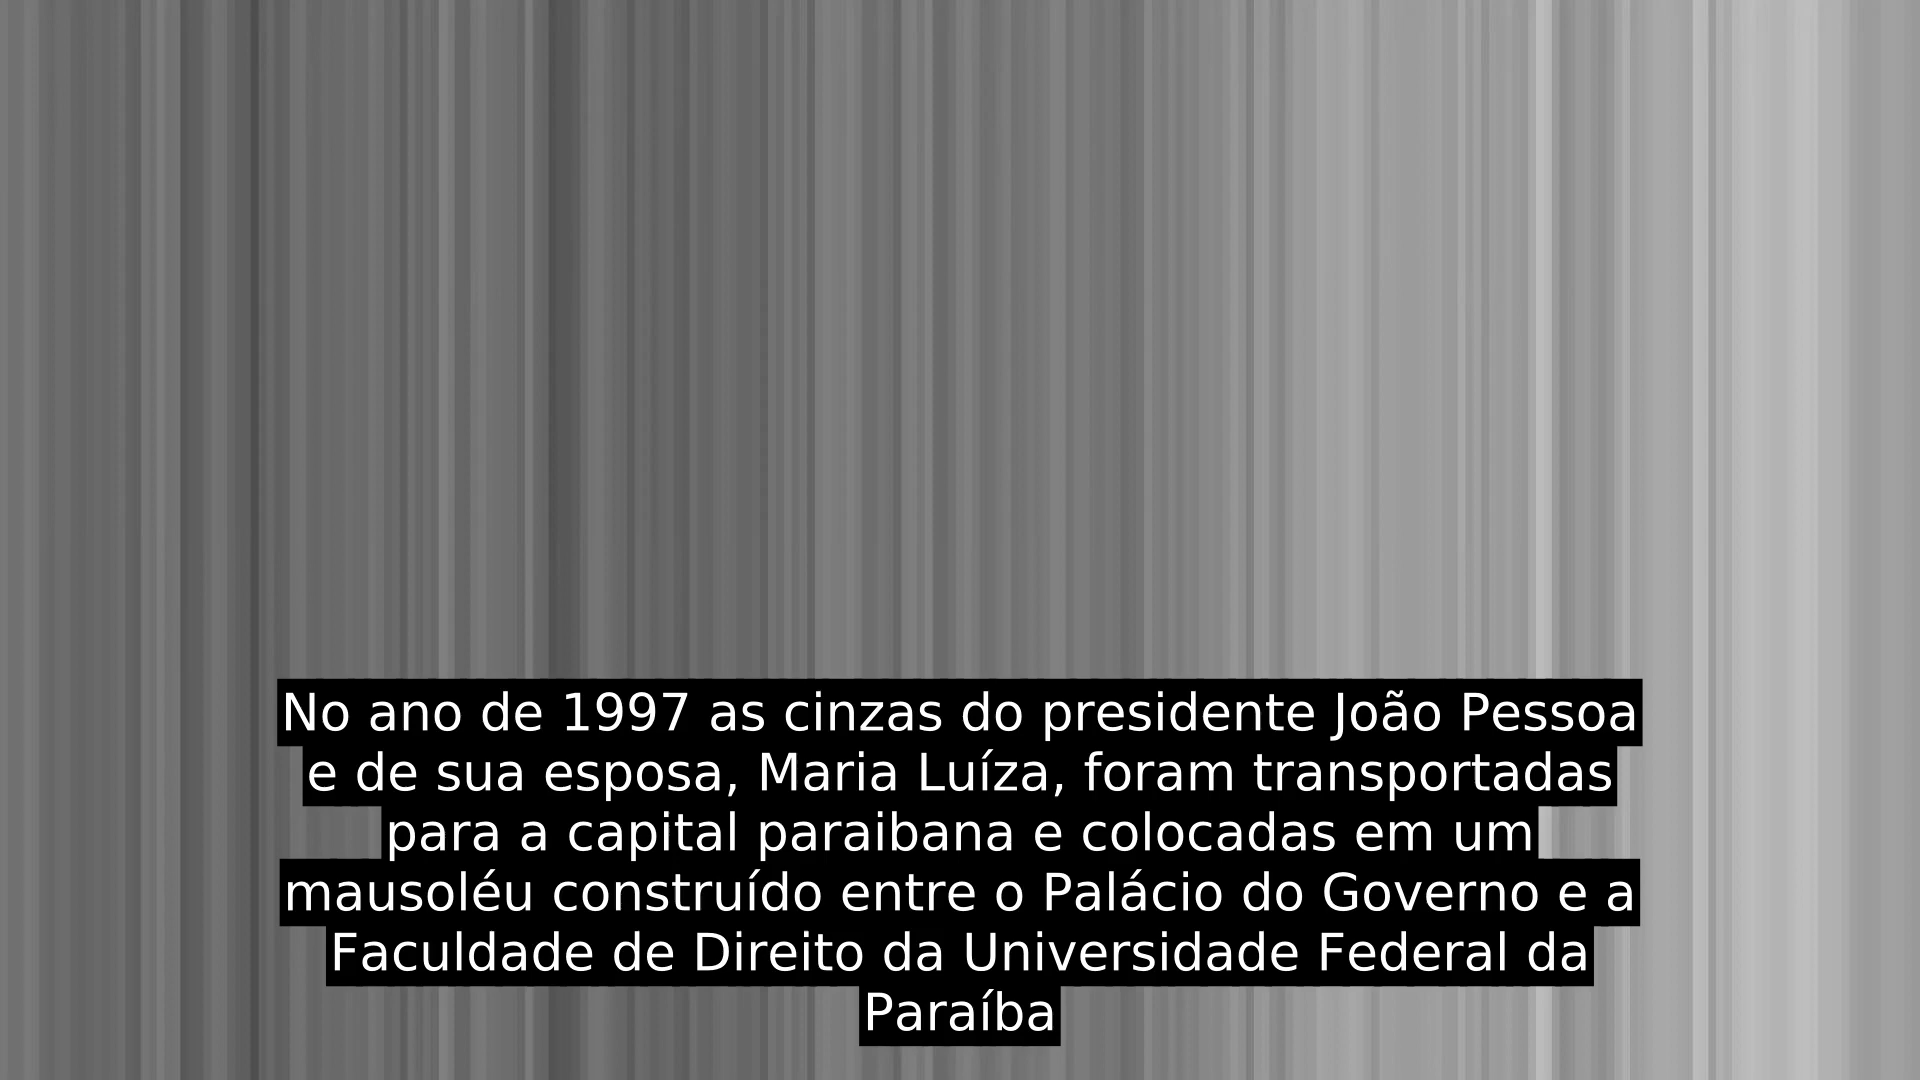 No ano de 1997 as cinzas do presidente João Pessoa
e de sua esposa, Maria Luíza, foram transportadas
para a capital paraibana e colocadas em um
mausoléu construído entre o Palácio do Governo e a
Faculdade de Direito da Universidade Federal da
Paraíba